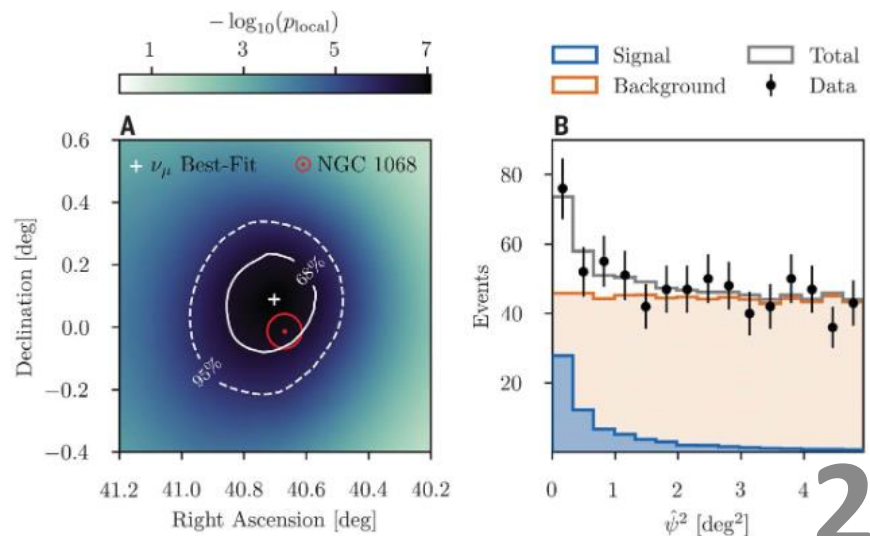 − log₁₀(p_local)
1 3 5 7
A
+ ν_μ Best-Fit ⊙ NGC 1068
68%
95%
0.6
0.4
0.2
0.0
−0.2
−0.4
Declination [deg]
41.2 41.0 40.8 40.6 40.4 40.2
Right Ascension [deg]
Signal Total
Background Data
B
80
60
40
20
Events
0 1 2 3 4
ψ̂² [deg²]
2